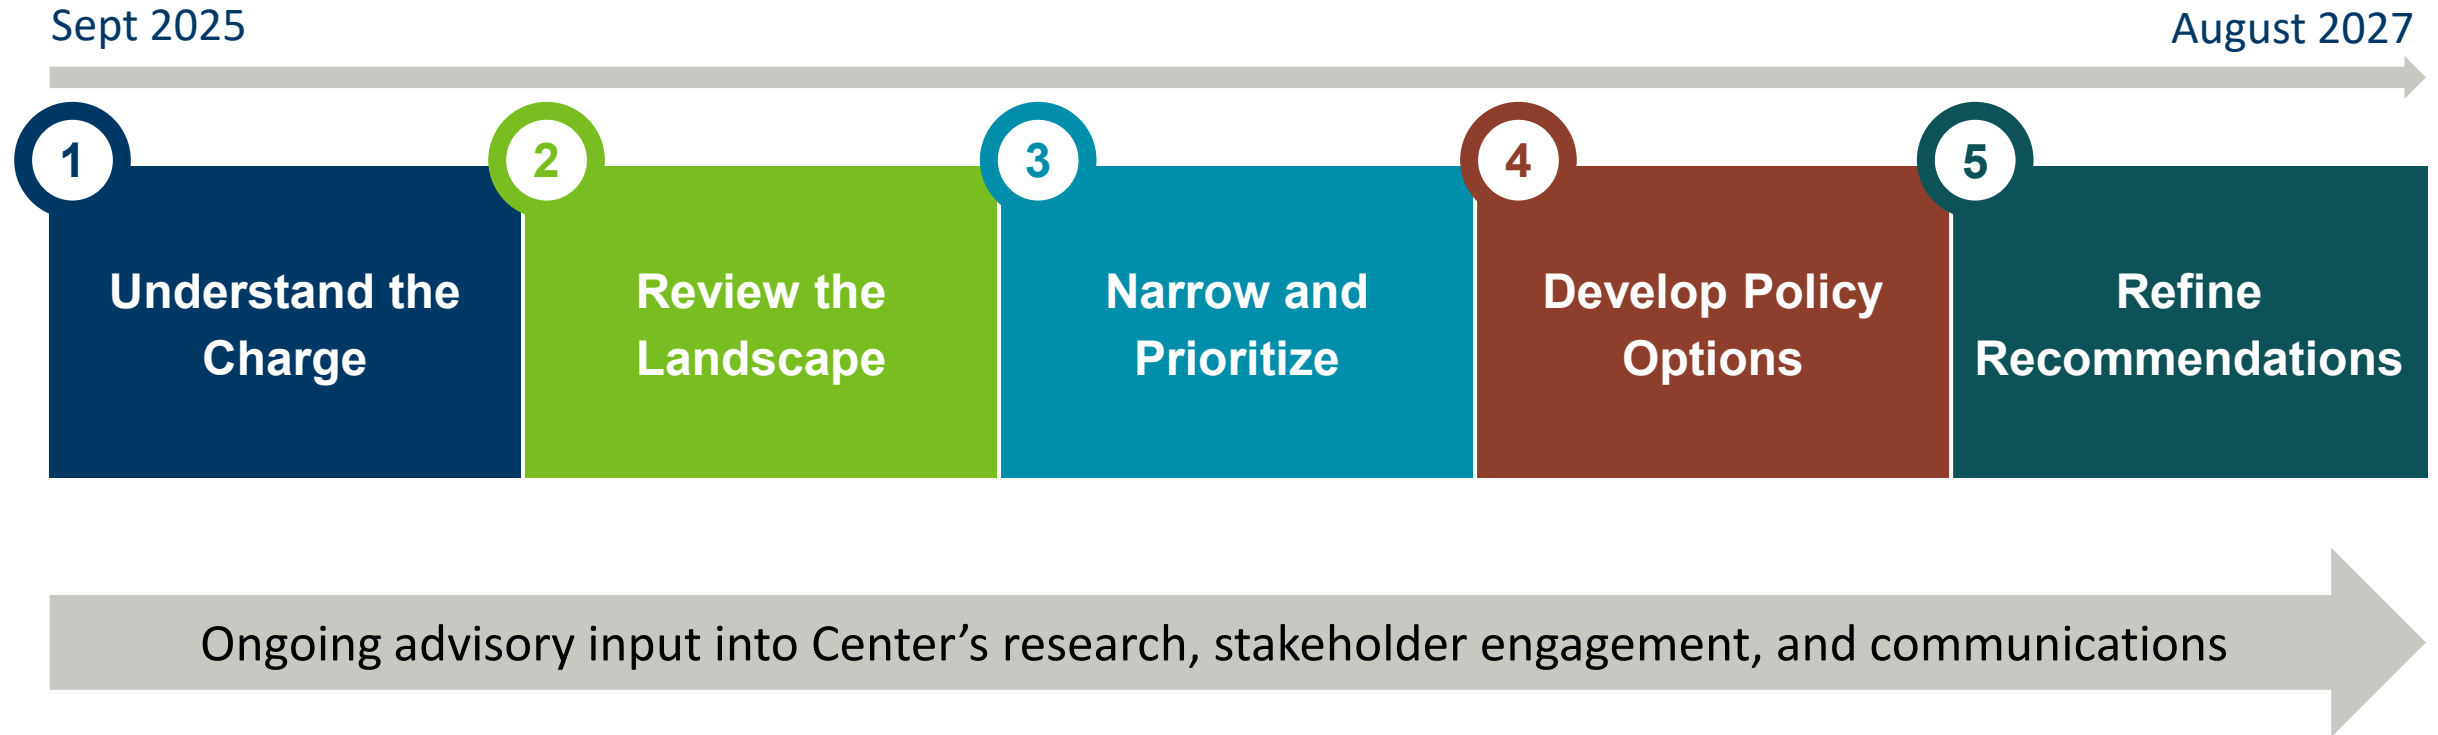 Sept 2025
August 2027
1
Understand the
Charge
2
Review the
Landscape
3
Narrow and
Prioritize
4
Develop Policy
Options
5
Refine
Recommendations
Ongoing advisory input into Center’s research, stakeholder engagement, and communications